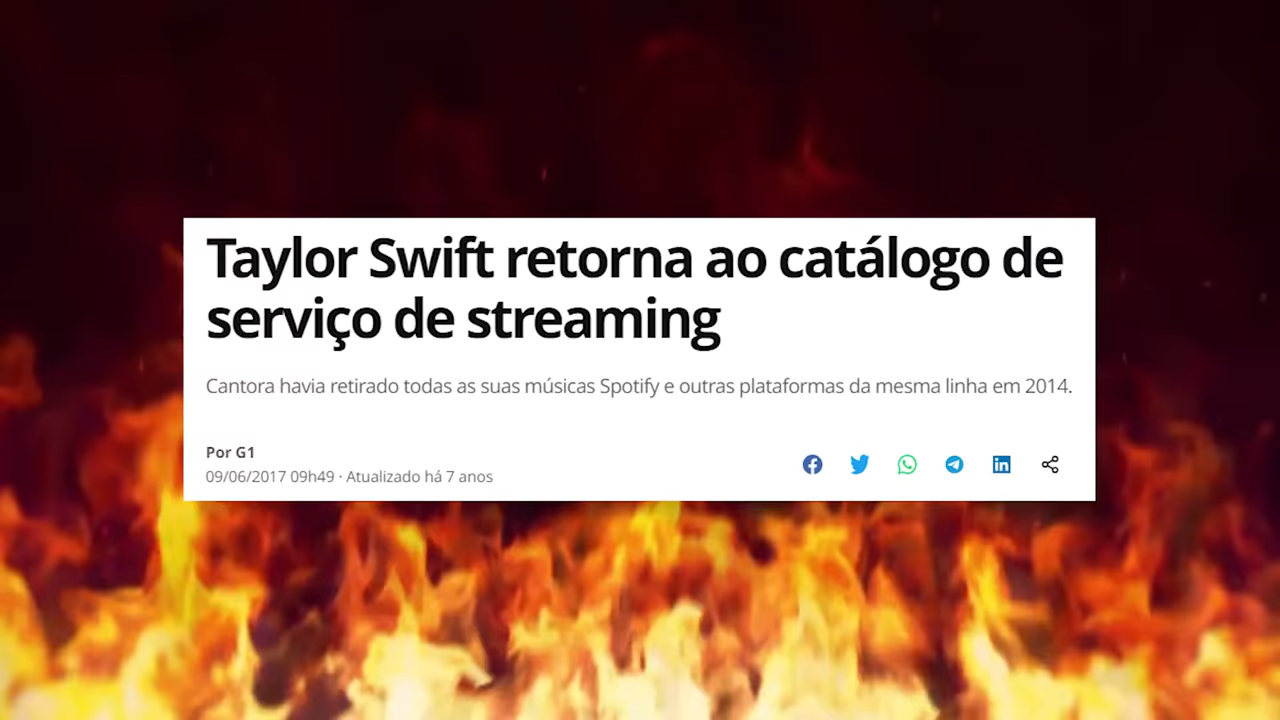 Taylor Swift retorna ao catálogo de
serviço de streaming
Cantora havia retirado todas as suas músicas Spotify e outras plataformas da mesma linha em 2014.
Por G1
09/06/2017 09h49 · Atualizado há 7 anos